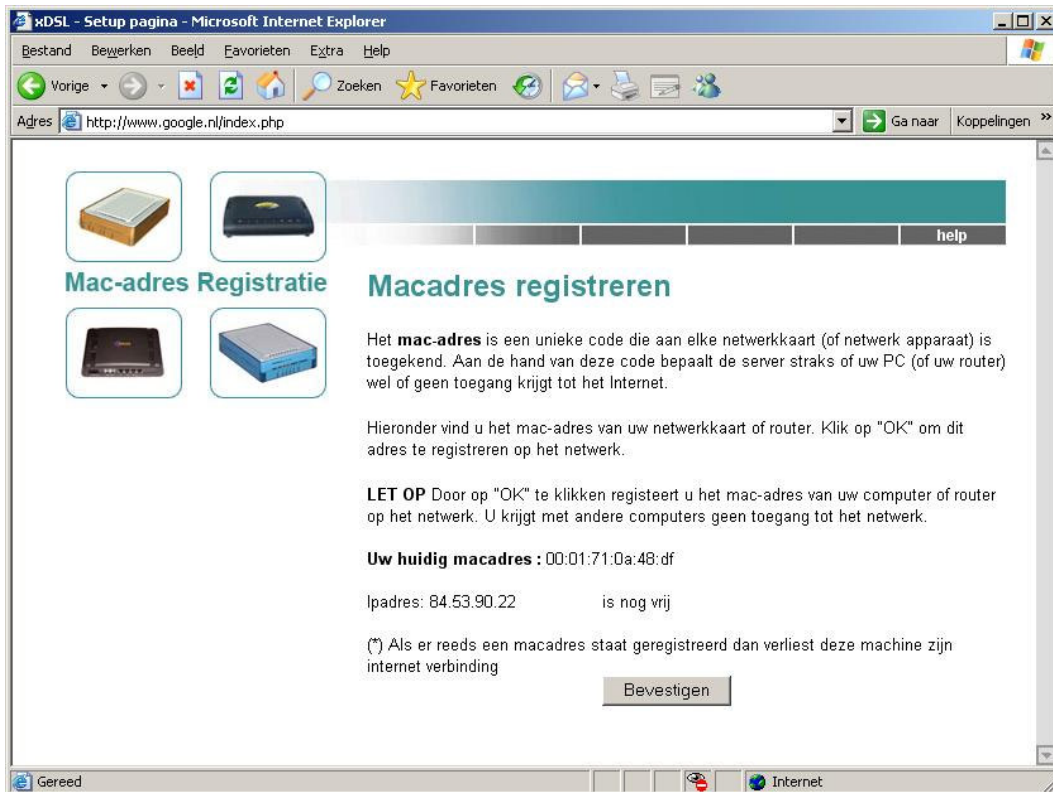 xDSL - Setup pagina - Microsoft Internet Explorer
Bestand Bewerken Beeld Favorieten Extra Help
Vorige Zoeken Favorieten
Adres http://www.google.nl/index.php Ga naar Koppelingen »
help
Mac-adres Registratie
Macadres registreren
Het mac-adres is een unieke code die aan elke netwerkkaart (of netwerk apparaat) is
toegekend. Aan de hand van deze code bepaalt de server straks of uw PC (of uw router)
wel of geen toegang krijgt tot het Internet.
Hieronder vind u het mac-adres van uw netwerkkaart of router. Klik op "OK" om dit
adres te registreren op het netwerk.
LET OP Door op "OK" te klikken registeert u het mac-adres van uw computer of router
op het netwerk. U krijgt met andere computers geen toegang tot het netwerk.
Uw huidig macadres : 00:01:71:0a:48:df
Ipadres: 84.53.90.22 is nog vrij
(*) Als er reeds een macadres staat geregistreerd dan verliest deze machine zijn
internet verbinding
Bevestigen
Gereed Internet